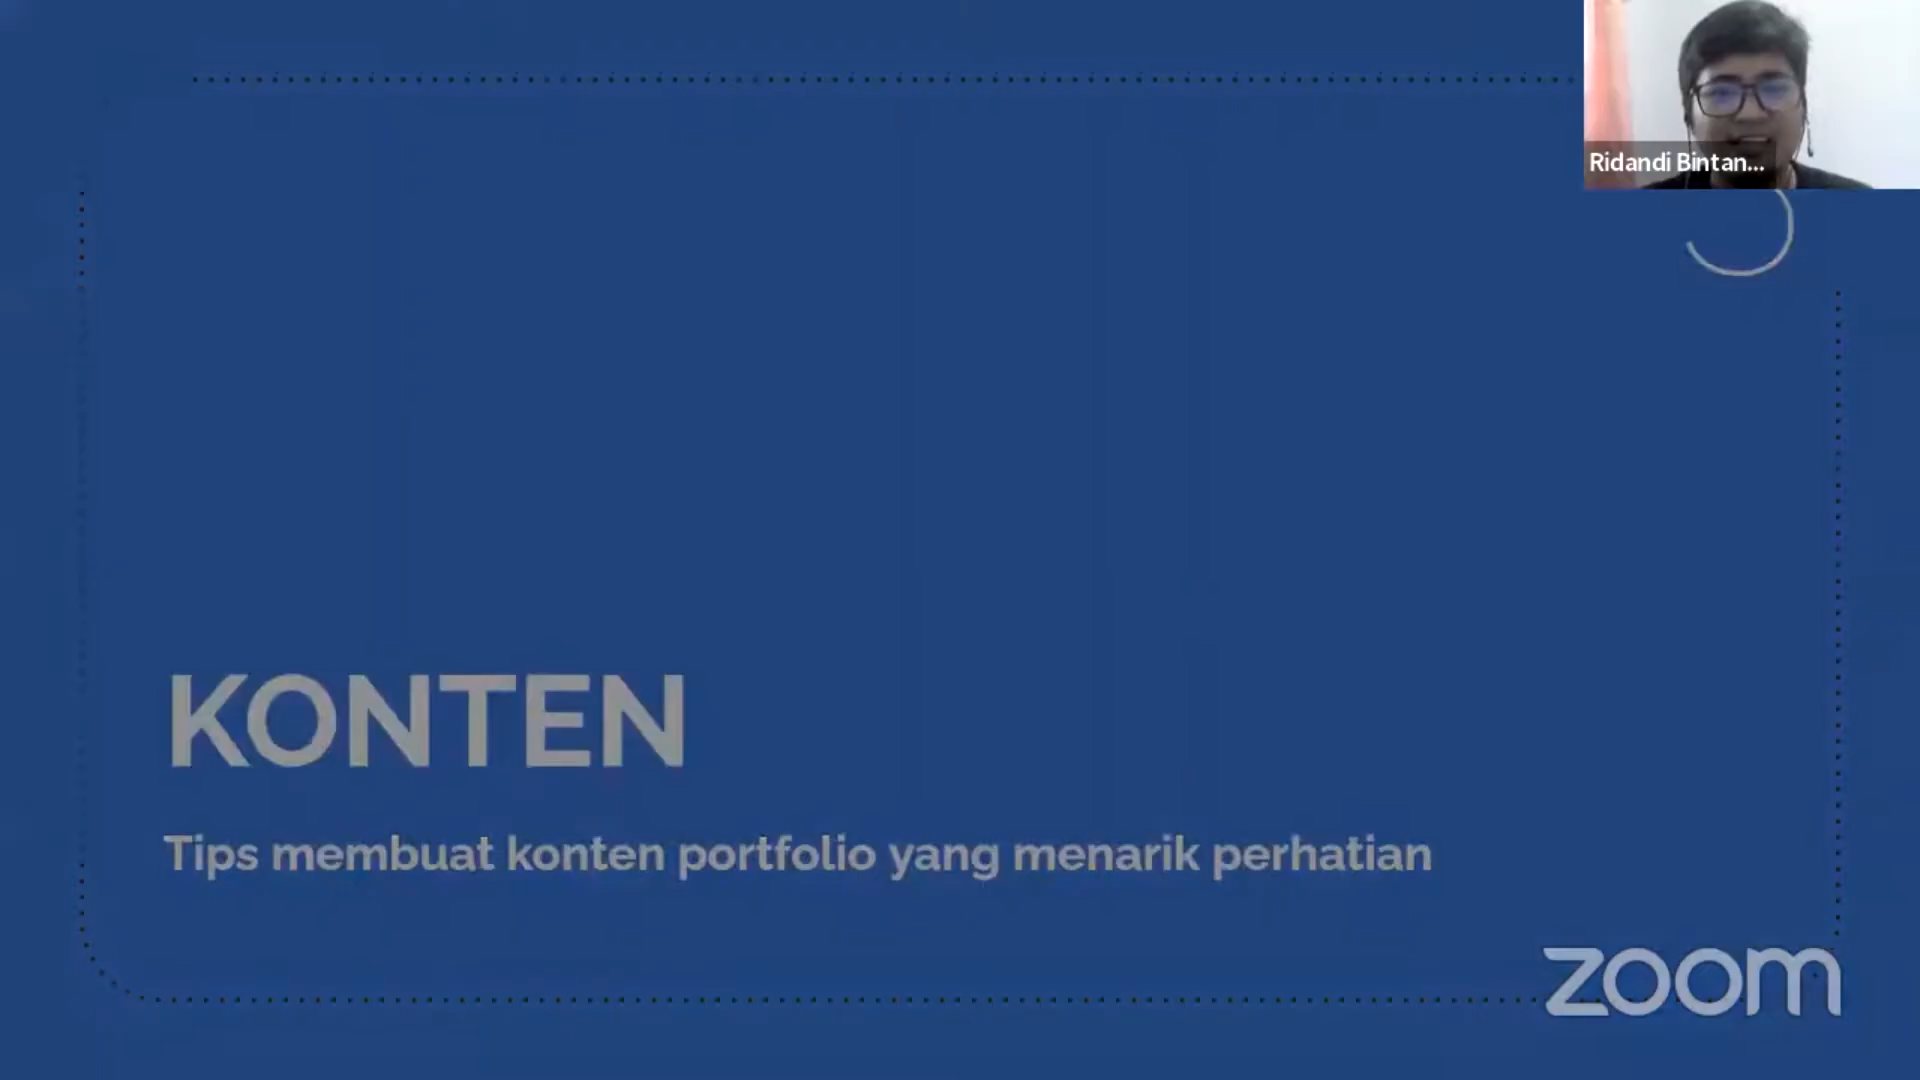 Ridandi Bintan...
KONTEN
Tips membuat konten portfolio yang menarik perhatian
zoom